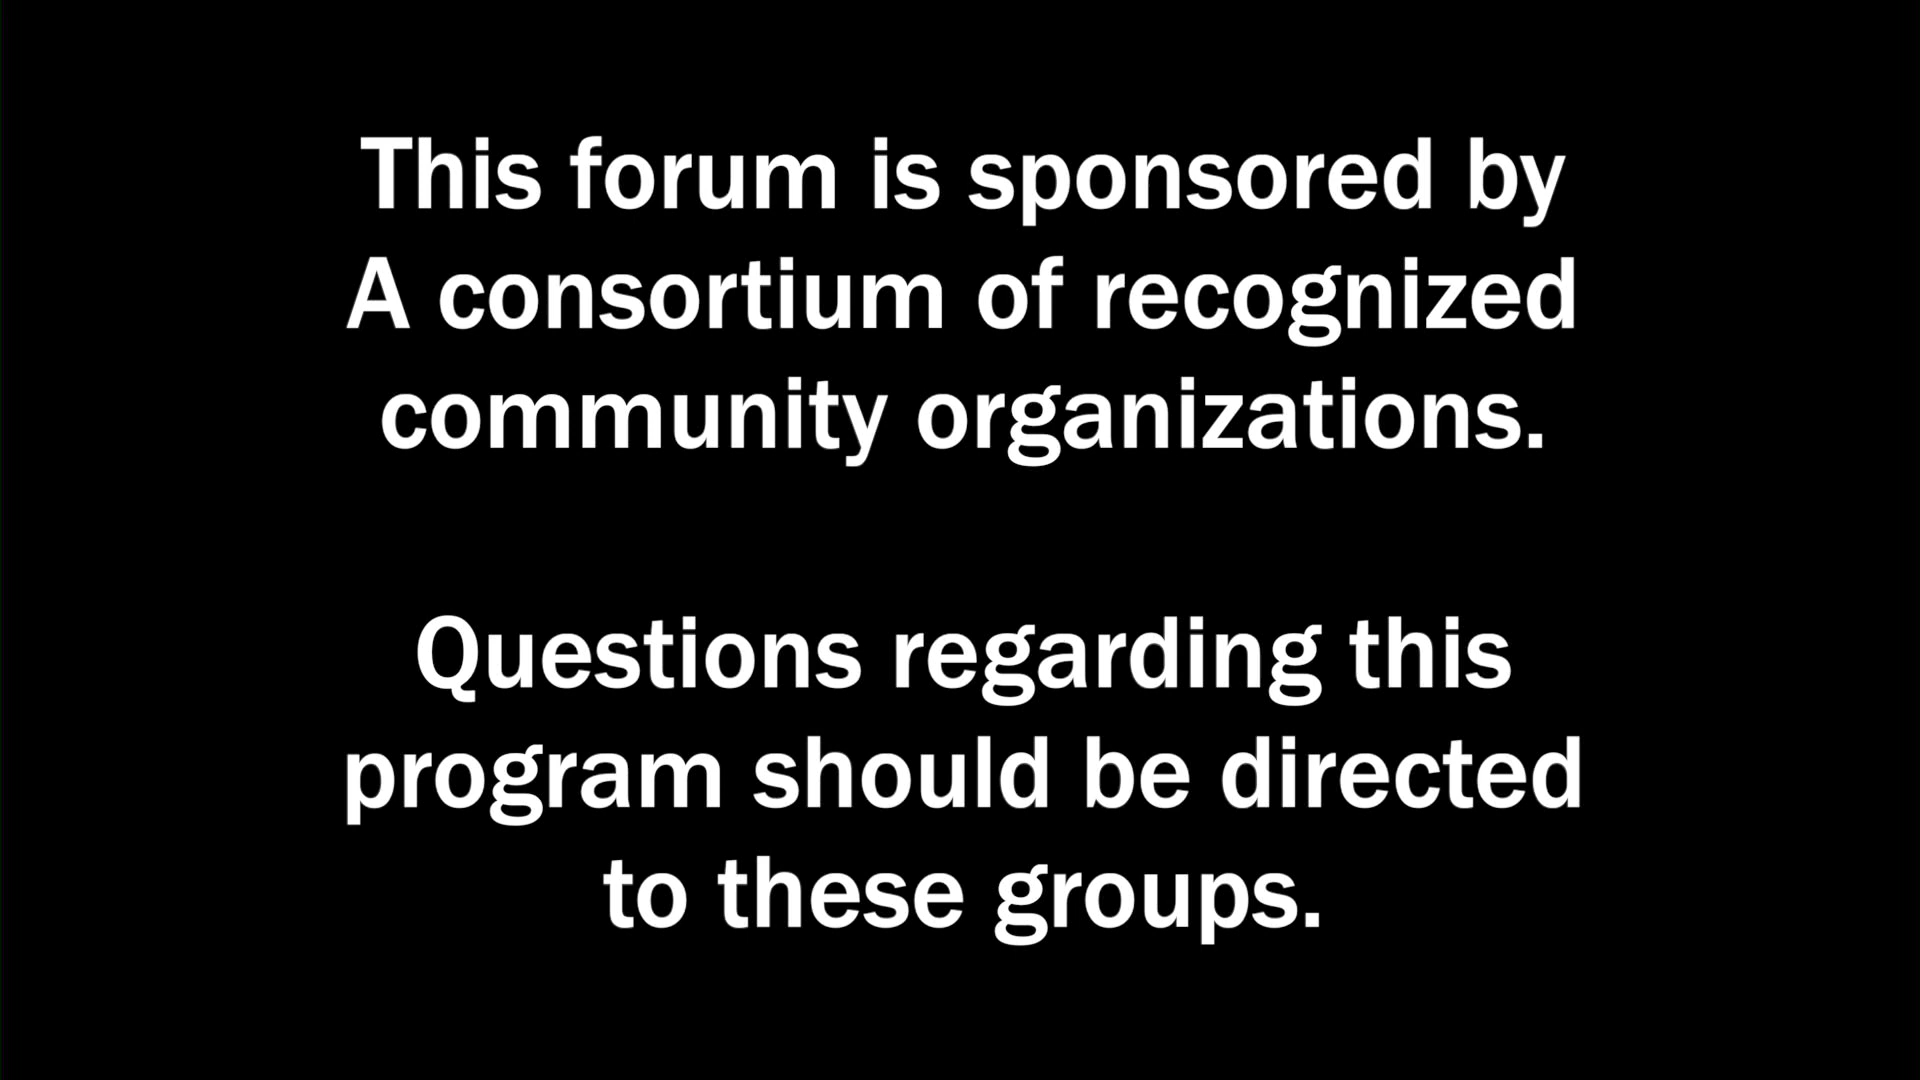 This forum is sponsored by
A consortium of recognized
community organizations.
Questions regarding this
program should be directed
to these groups.